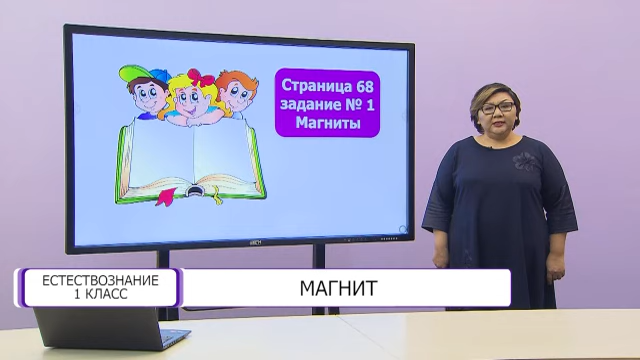 Страница 68
задание № 1
Магниты
ЕСТЕСТВОЗНАНИЕ
1 КЛАСС
МАГНИТ